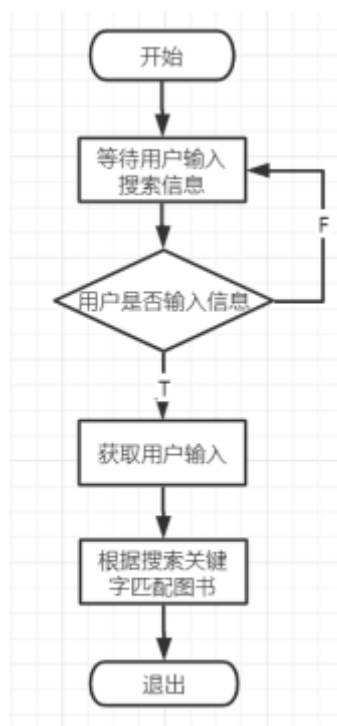 开始
等待用户输入
搜索信息
F
用户是否输入信息
T
获取用户输入
根据搜索关键
字匹配图书
退出